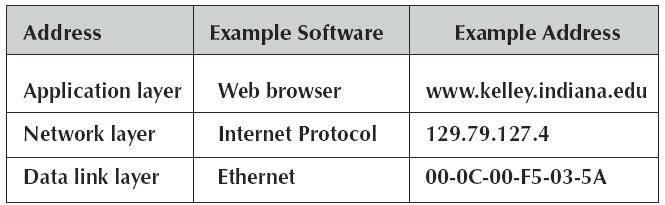 Address Example Software Example Address
Application layer Web browser www.kelley.indiana.edu
Network layer Internet Protocol 129.79.127.4
Data link layer Ethernet 00-0C-00-F5-03-5A